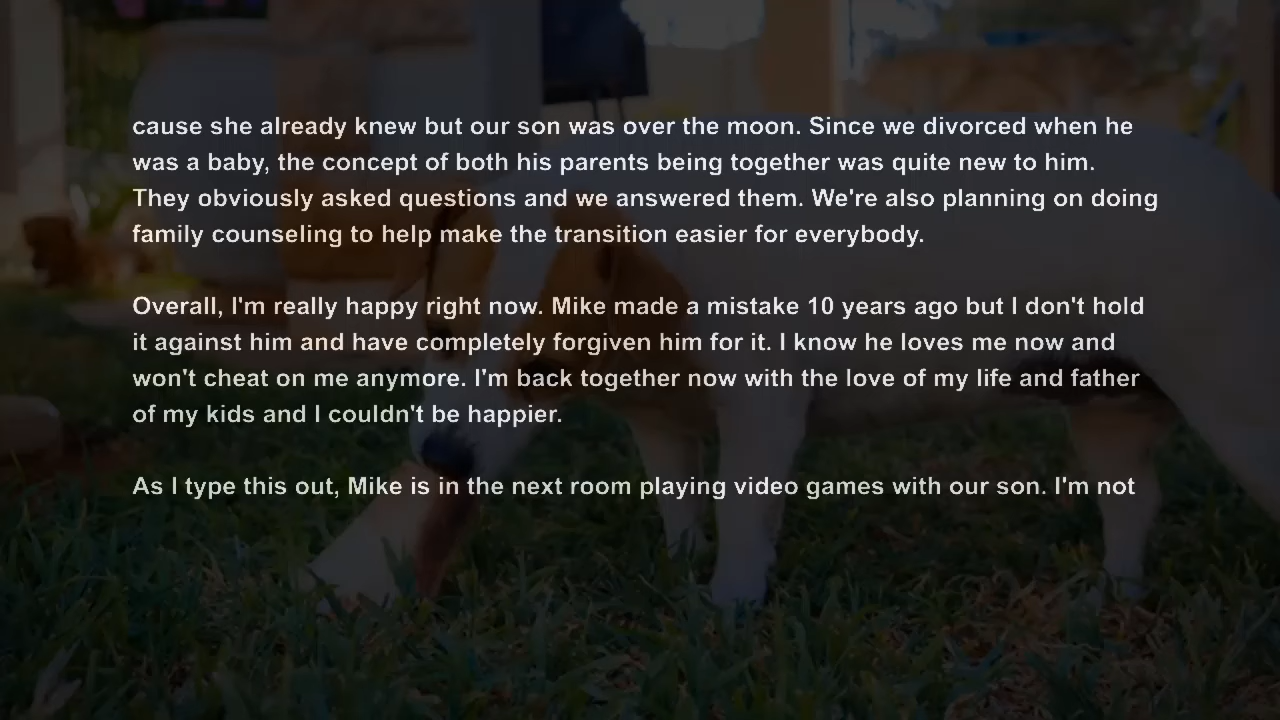 cause she already knew but our son was over the moon. Since we divorced when he
was a baby, the concept of both his parents being together was quite new to him.
They obviously asked questions and we answered them. We're also planning on doing
family counseling to help make the transition easier for everybody.
Overall, I'm really happy right now. Mike made a mistake 10 years ago but I don't hold
it against him and have completely forgiven him for it. I know he loves me now and
won't cheat on me anymore. I'm back together now with the love of my life and father
of my kids and I couldn't be happier.
As I type this out, Mike is in the next room playing video games with our son. I'm not